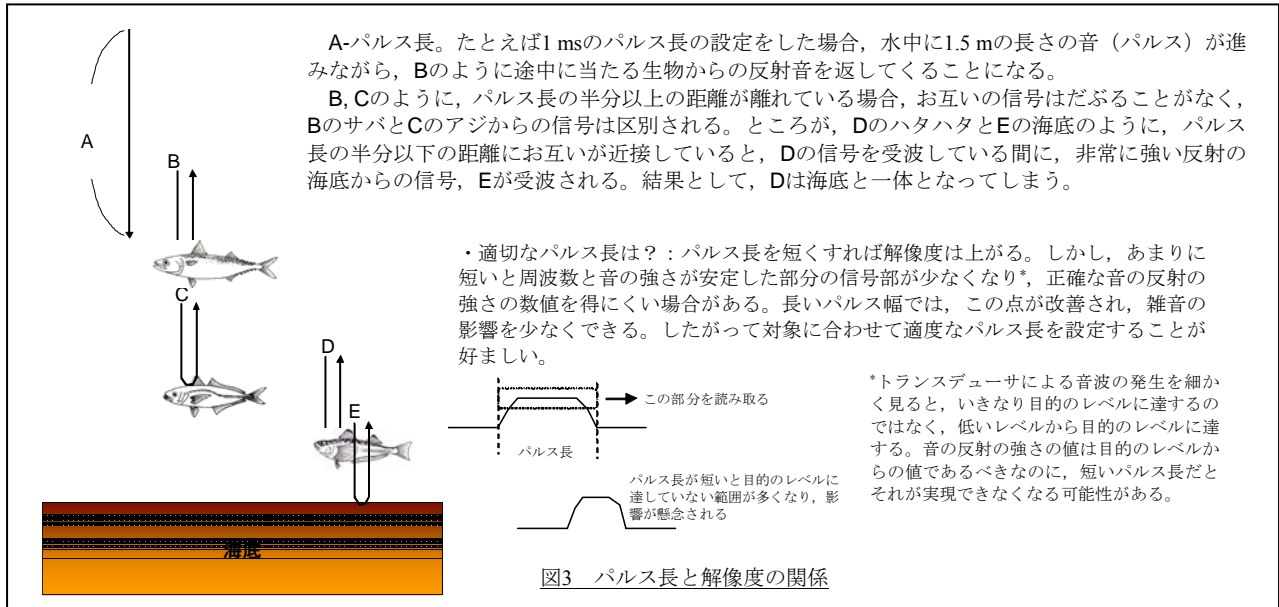 A-パルス長。たとえば1 msのパルス長の設定をした場合，水中に1.5 mの長さの音（パルス）が進
みながら，Bのように途中に当たる生物からの反射音を返してくることになる。
B, Cのように，パルス長の半分以上の距離が離れている場合，お互いの信号はだぶることがなく，
BのサバとCのアジからの信号は区別される。ところが，DのハタハタとEの海底のように，パルス
長の半分以下の距離にお互いが近接していると，Dの信号を受波している間に，非常に強い反射の
海底からの信号，Eが受波される。結果として，Dは海底と一体となってしまう。
A
B
C
D
E
海底
・適切なパルス長は？：パルス長を短くすれば解像度は上がる。しかし，あまりに
短いと周波数と音の強さが安定した部分の信号部が少なくなり*，正確な音の反射の
強さの数値を得にくい場合がある。長いパルス幅では，この点が改善され，雑音の
影響を少なくできる。したがって対象に合わせて適度なパルス長を設定することが
好ましい。
この部分を読み取る
パルス長
パルス長が短いと目的のレベルに
達していない範囲が多くなり，影
響が懸念される
*トランスデューサによる音波の発生を細か
く見ると，いきなり目的のレベルに達するの
ではなく，低いレベルから目的のレベルに達
する。音の反射の強さの値は目的のレベルか
らの値であるべきなのに，短いパルス長だと
それが実現できなくなる可能性がある。
図3　パルス長と解像度の関係